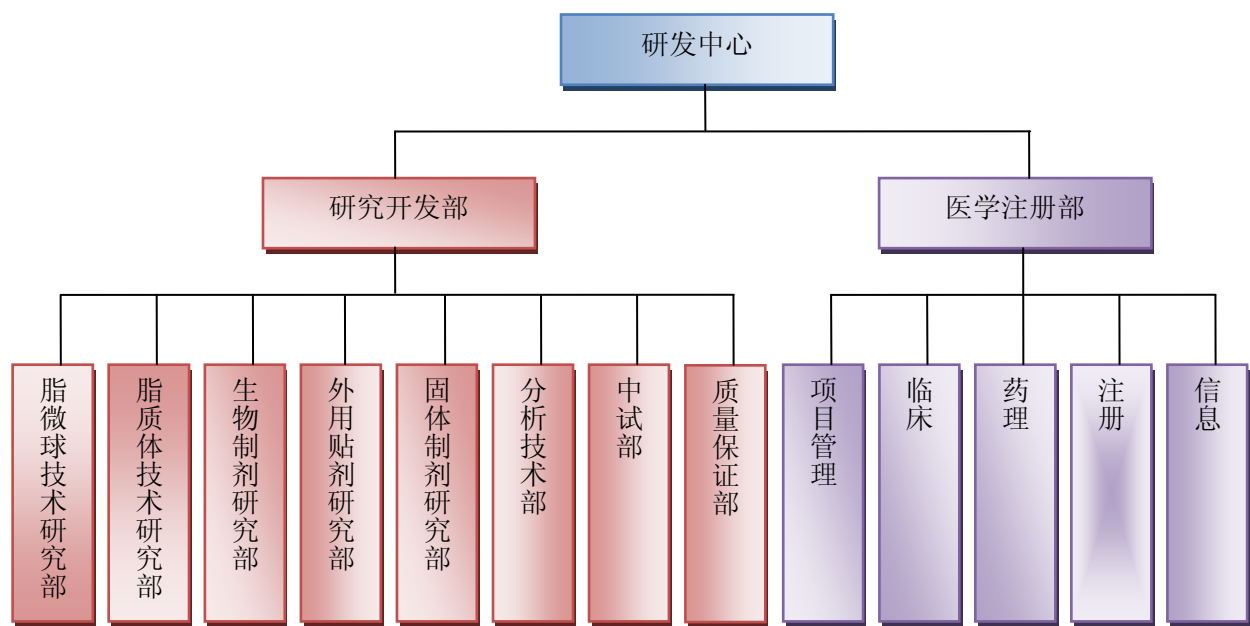 研发中心
研究开发部
医学注册部
脂微球技术研究部
脂质体技术研究部
生物制剂研究部
外用贴剂研究部
固体制剂研究部
分析技术部
中试部
质量保证部
项目管理
临床
药理
注册
信息